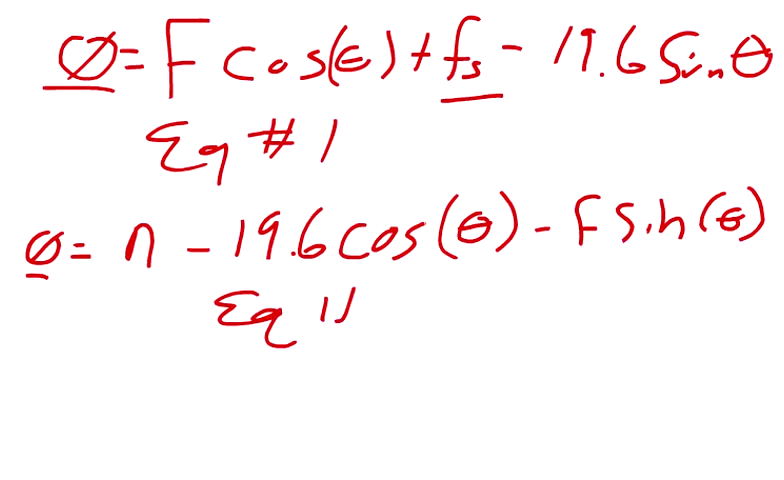 Ø = F cos(θ) + fs - 19.6 Sin θ
Eq # 1
Ø = n - 19.6 cos(θ) - F Sin(θ)
Eq 11